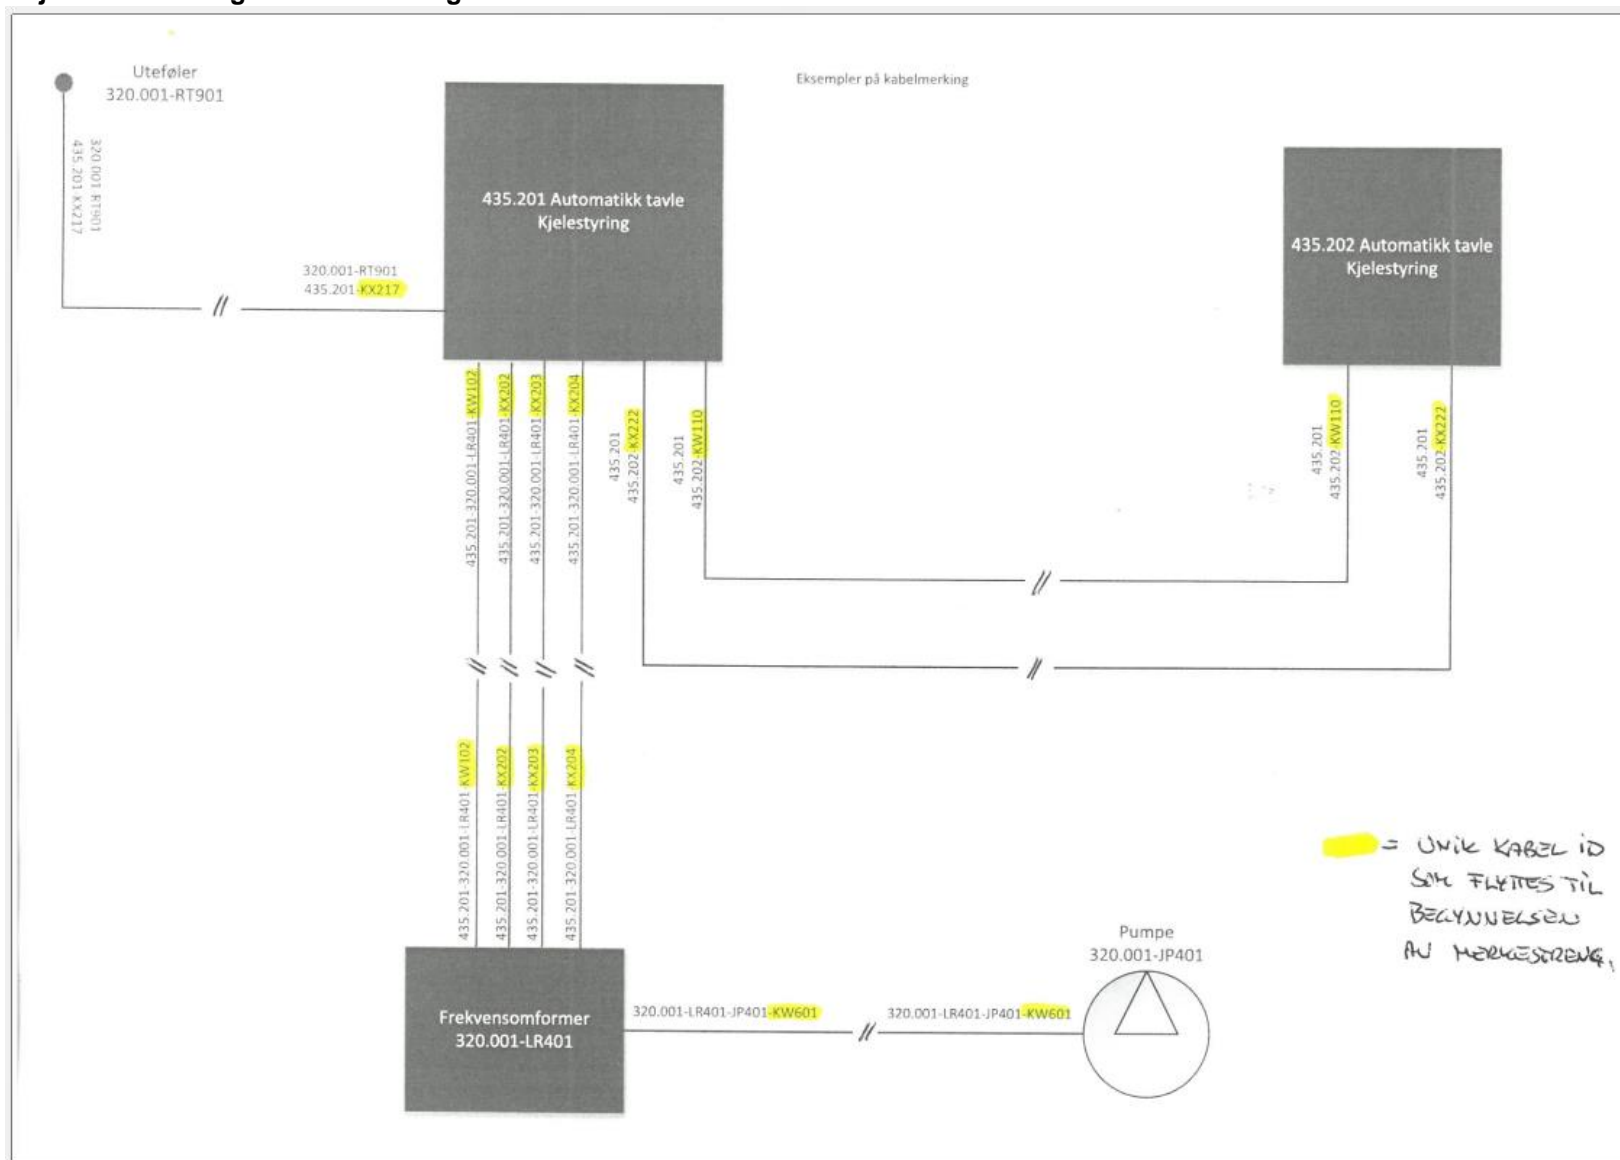 Uteføler
320.001-RT901
Eksempler på kabelmerking
320.001-RT901
435.201-KX217
435.201 Automatikk tavle
Kjelestyring
435.202 Automatikk tavle
Kjelestyring
320.001-RT901
435.201-KX217
435.201-320.001-LR401-KW102
435.201-320.001-LR401-KX202
435.201-320.001-LR401-KX203
435.201-320.001-LR401-KX204
435.201
435.202-KX222
435.201
435.202-KW110
435.201
435.202-KW110
435.201
435.202-KX222
435.201-320.001-LR401-KW102
435.201-320.001-LR401-KX202
435.201-320.001-LR401-KX203
435.201-320.001-LR401-KX204
= UNIK KABEL ID
SOM FLYTTES TIL
BEGYNNELSEN
AV MERKESTRENG.
Pumpe
320.001-JP401
Frekvensomformer
320.001-LR401
320.001-LR401-JP401-KW601
320.001-LR401-JP401-KW601